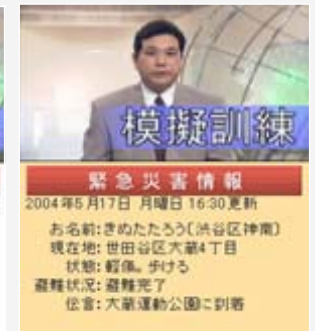 模擬訓練
緊急災害情報
2004年5月17日 月曜日 16:30更新
お名前:きぬたたろう(渋谷区神南)
現在地:世田谷区大蔵4丁目
状態:軽傷。歩ける
避難状況:避難完了
伝言:大蔵運動公園に到着